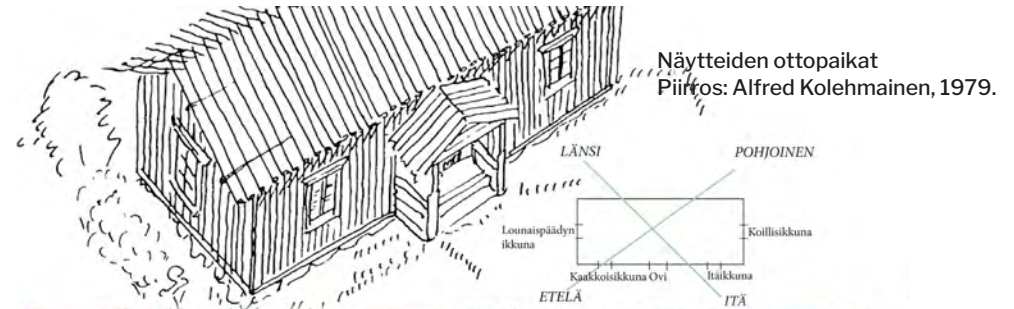 Näytteiden ottopaikat
Piirros: Alfred Kolehmainen, 1979.
LÄNSI
POHJOINEN
Lounaispäädyn
ikkuna
Koillisikkuna
Kaakkoisikkuna Ovi
Itäikkuna
ETELÄ
ITÄ